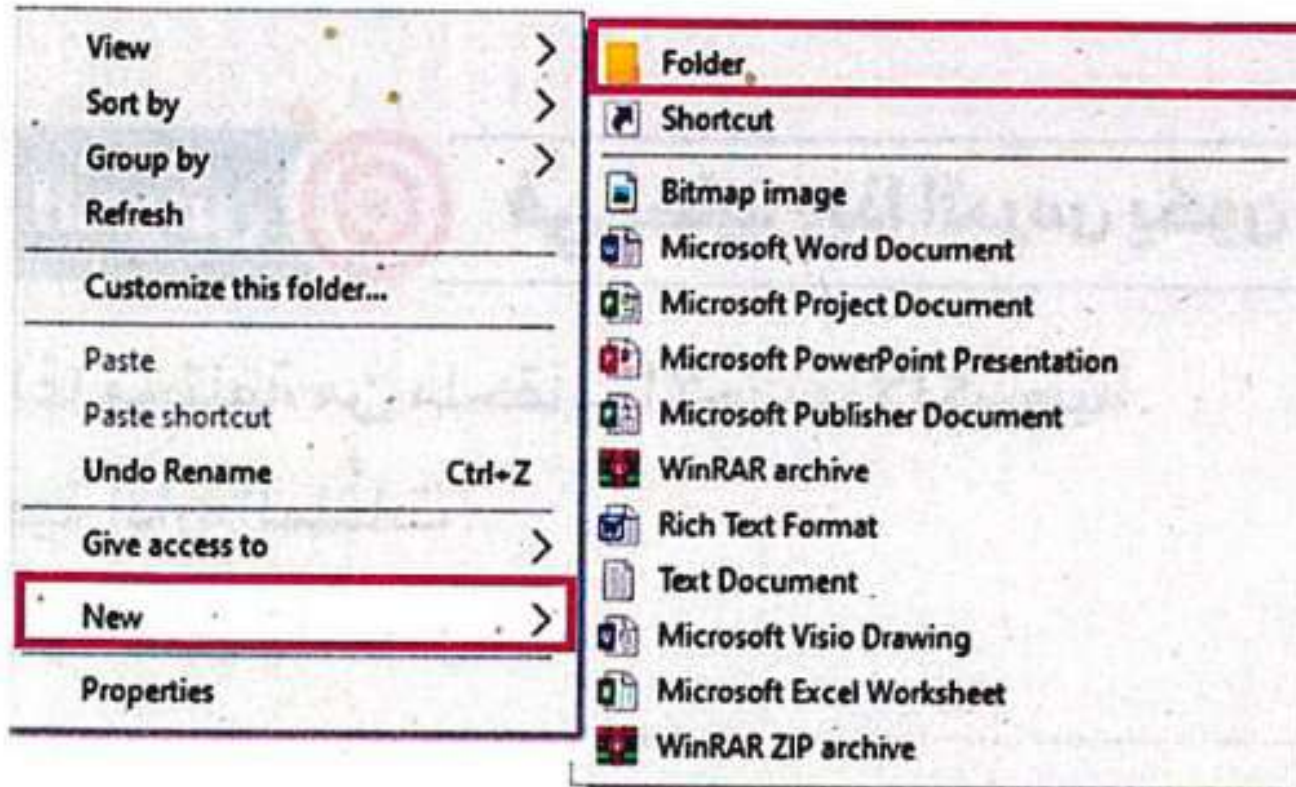 View
Sort by
Group by
Refresh
Customize this folder...
Paste
Paste shortcut
Undo Rename Ctrl+Z
Give access to
New
Properties
Folder
Shortcut
Bitmap image
Microsoft Word Document
Microsoft Project Document
Microsoft PowerPoint Presentation
Microsoft Publisher Document
WinRAR archive
Rich Text Format
Text Document
Microsoft Visio Drawing
Microsoft Excel Worksheet
WinRAR ZIP archive